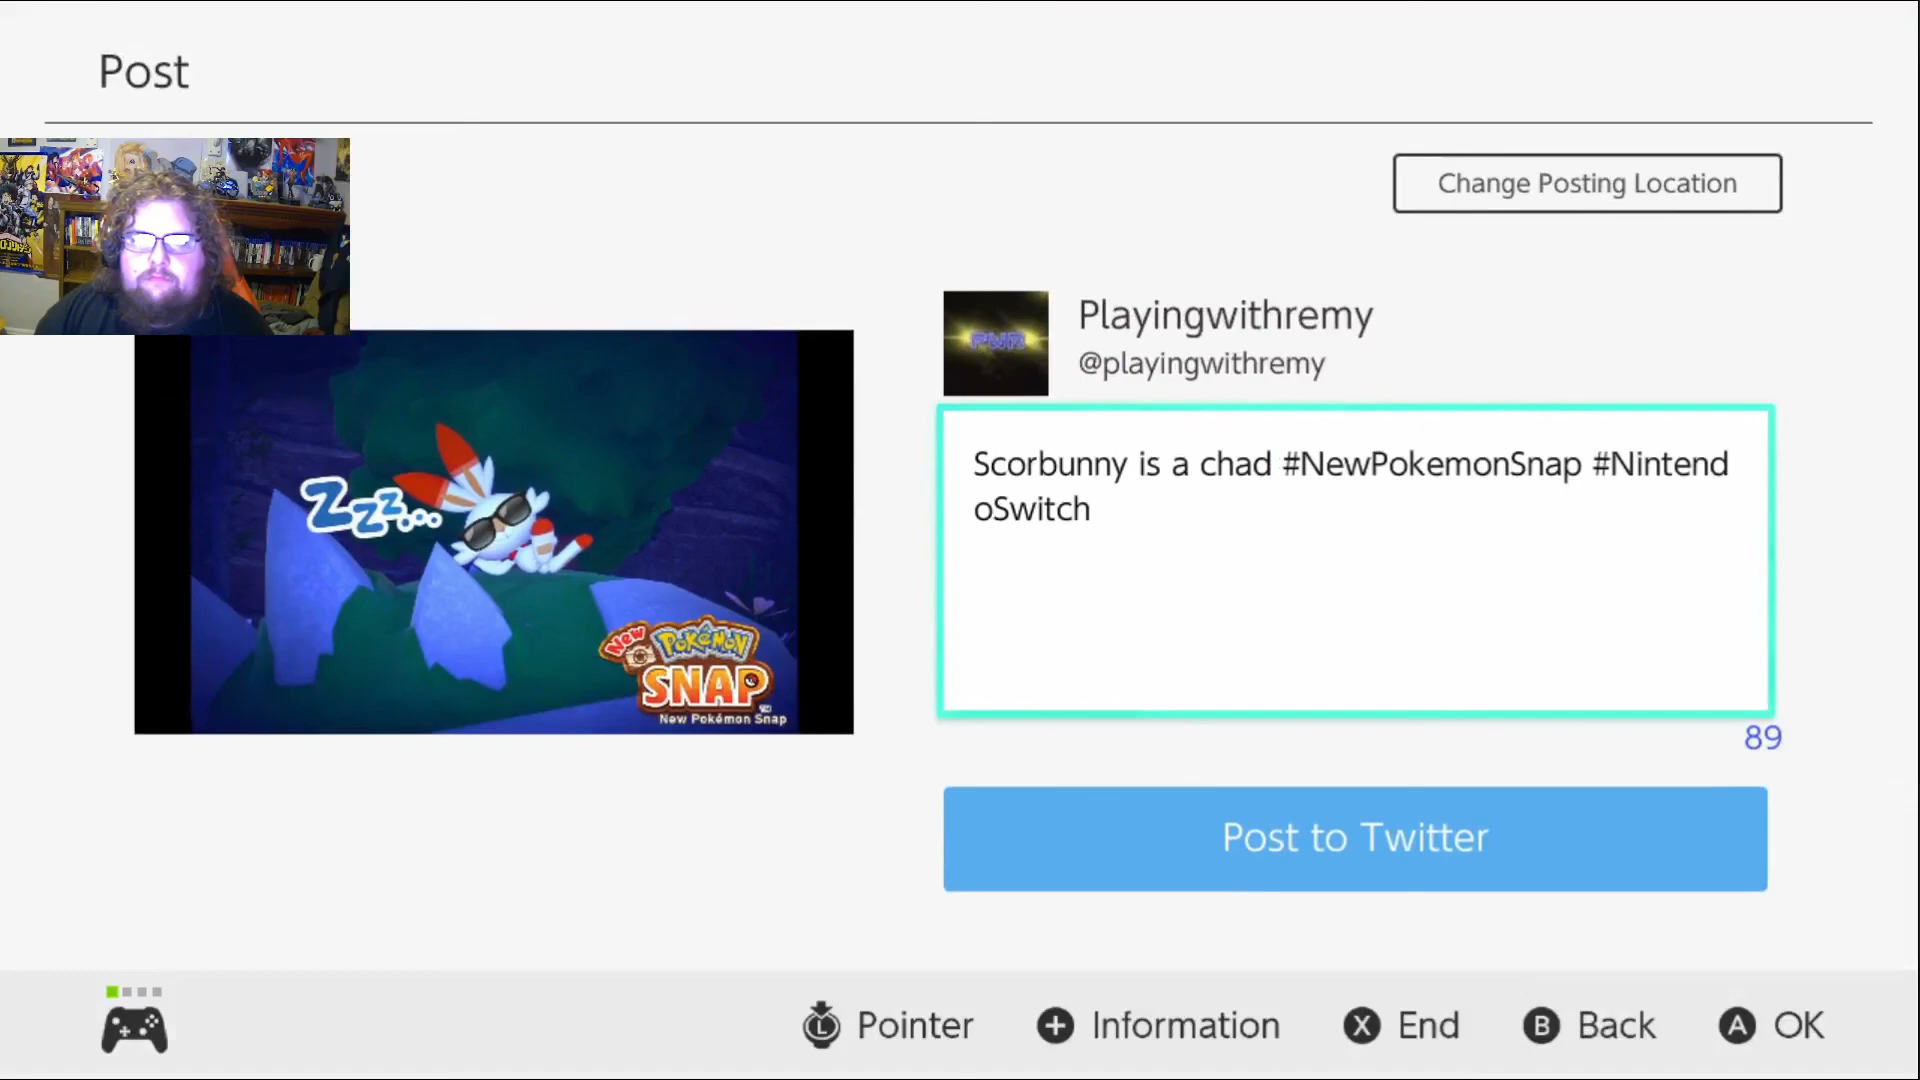 Post
Change Posting Location
Playingwithremy
@playingwithremy
PWR
Scorbunny is a chad #NewPokemonSnap #Nintend
oSwitch
Zzz...
New Pokémon
SNAP
New Pokémon Snap
89
Post to Twitter
L Pointer
+ Information
X End
B Back
A OK